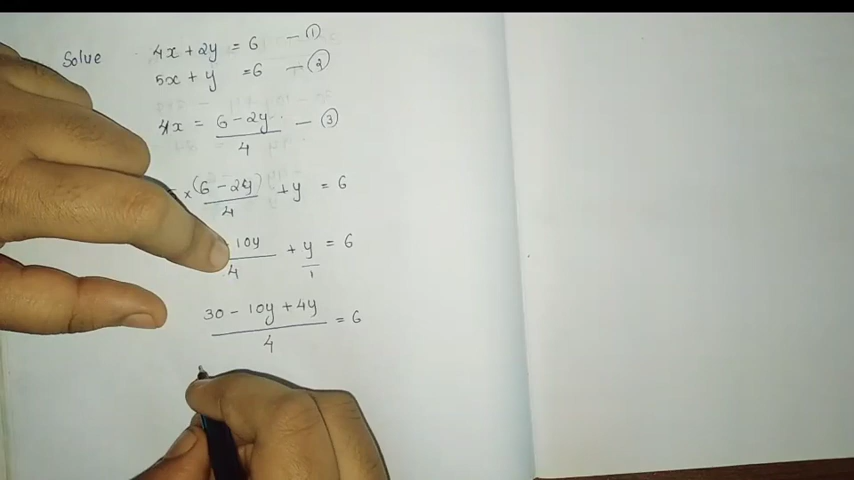 Solve 4x + 2y = 6 — ①
5x + y = 6 — ②
4x = 6 - 2y / 4 — ③
x (6 - 2y) / 4 + y = 6
- 10y / 4 + y / 1 = 6
30 - 10y + 4y / 4 = 6